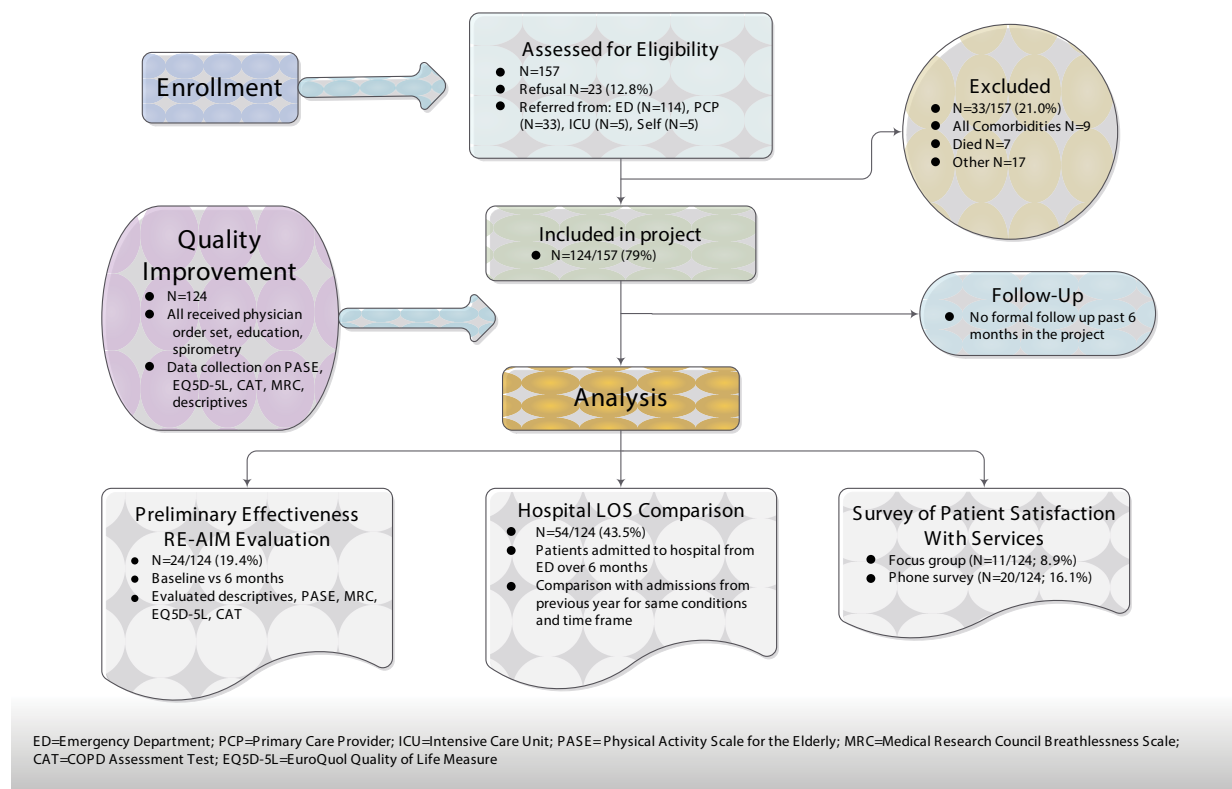 Enrollment
Assessed for Eligibility
● N=157
● Refusal N=23 (12.8%)
● Referred from: ED (N=114), PCP
(N=33), ICU (N=5), Self (N=5)
Excluded
● N=33/157 (21.0%)
● All Comorbidities N=9
● Died N=7
● Other N=17
Quality
Improvement
● N=124
● All received physician
order set, education,
spirometry
● Data collection on PASE,
EQ5D-5L, CAT, MRC,
descriptives
Included in project
● N=124/157 (79%)
Follow-Up
● No formal follow up past 6
months in the project
Analysis
Preliminary Effectiveness
RE-AIM Evaluation
● N=24/124 (19.4%)
● Baseline vs 6 months
● Evaluated descriptives, PASE, MRC,
EQ5D-5L, CAT
Hospital LOS Comparison
● N=54/124 (43.5%)
● Patients admitted to hospital from
ED over 6 months
● Comparison with admissions from
previous year for same conditions
and time frame
Survey of Patient Satisfaction
With Services
● Focus group (N=11/124; 8.9%)
● Phone survey (N=20/124; 16.1%)
ED=Emergency Department; PCP=Primary Care Provider; ICU=Intensive Care Unit; PASE=Physical Activity Scale for the Elderly; MRC=Medical Research Council Breathlessness Scale;
CAT=COPD Assessment Test; EQ5D-5L=EuroQuol Quality of Life Measure